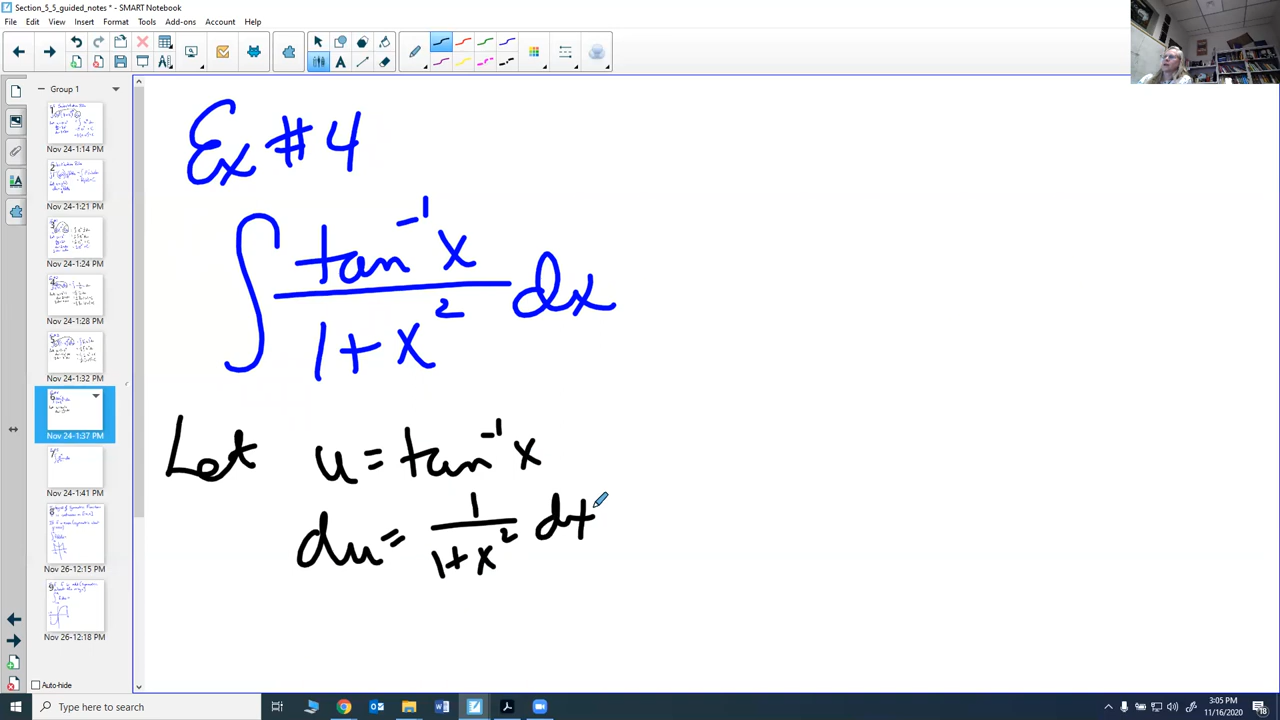 Section_5_5_guided_notes * - SMART Notebook
File Edit View Insert Format Tools Add-ons Account Help
Group 1
Nov 24-1:14 PM
Nov 24-1:21 PM
Nov 24-1:24 PM
Nov 24-1:28 PM
Nov 24-1:32 PM
Nov 24-1:37 PM
Nov 24-1:41 PM
Nov 26-12:15 PM
Nov 26-12:18 PM
Auto-hide
Ex #4
∫ tan⁻¹x / 1+x² dx
Let u = tan⁻¹x
du = 1 / 1+x² dx
Type here to search
3:05 PM
11/16/2020
18